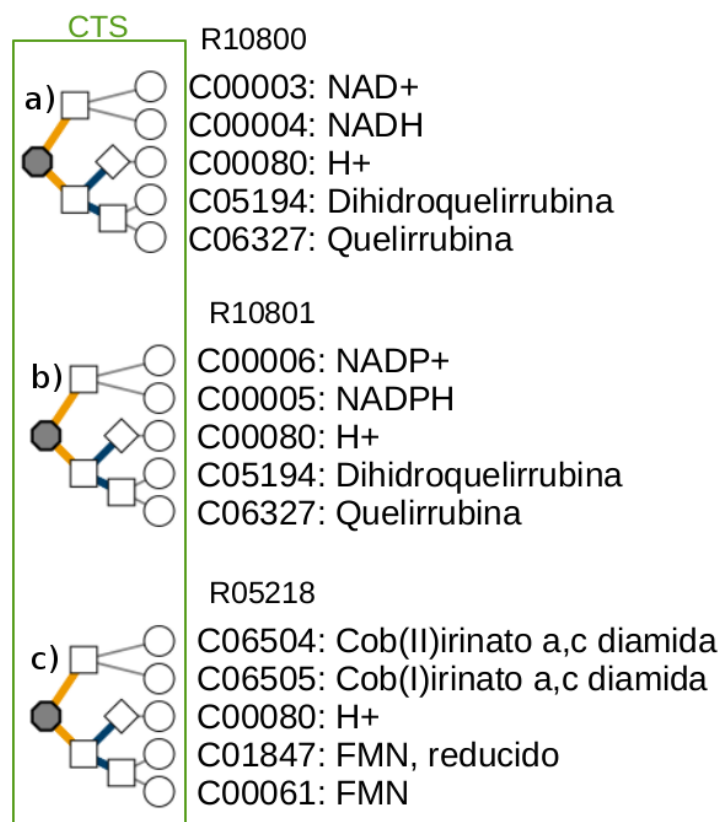 CTS
R10800
a)
C00003: NAD+
C00004: NADH
C00080: H+
C05194: Dihidroquelirrubina
C06327: Quelirrubina
R10801
b)
C00006: NADP+
C00005: NADPH
C00080: H+
C05194: Dihidroquelirrubina
C06327: Quelirrubina
R05218
c)
C06504: Cob(II)irinato a,c diamida
C06505: Cob(I)irinato a,c diamida
C00080: H+
C01847: FMN, reducido
C00061: FMN